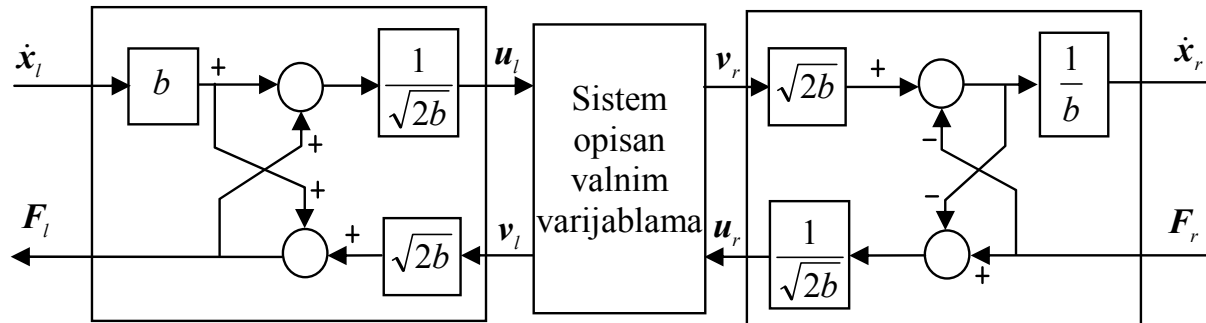 ẋ_l
b
+
+
+
+
+
1
√2b
u_l
F_l
√2b
v_l
Sistem
opisan
valnim
varijablama
v_r
√2b
+
−
−
+
1
b
ẋ_r
u_r
1
√2b
F_r